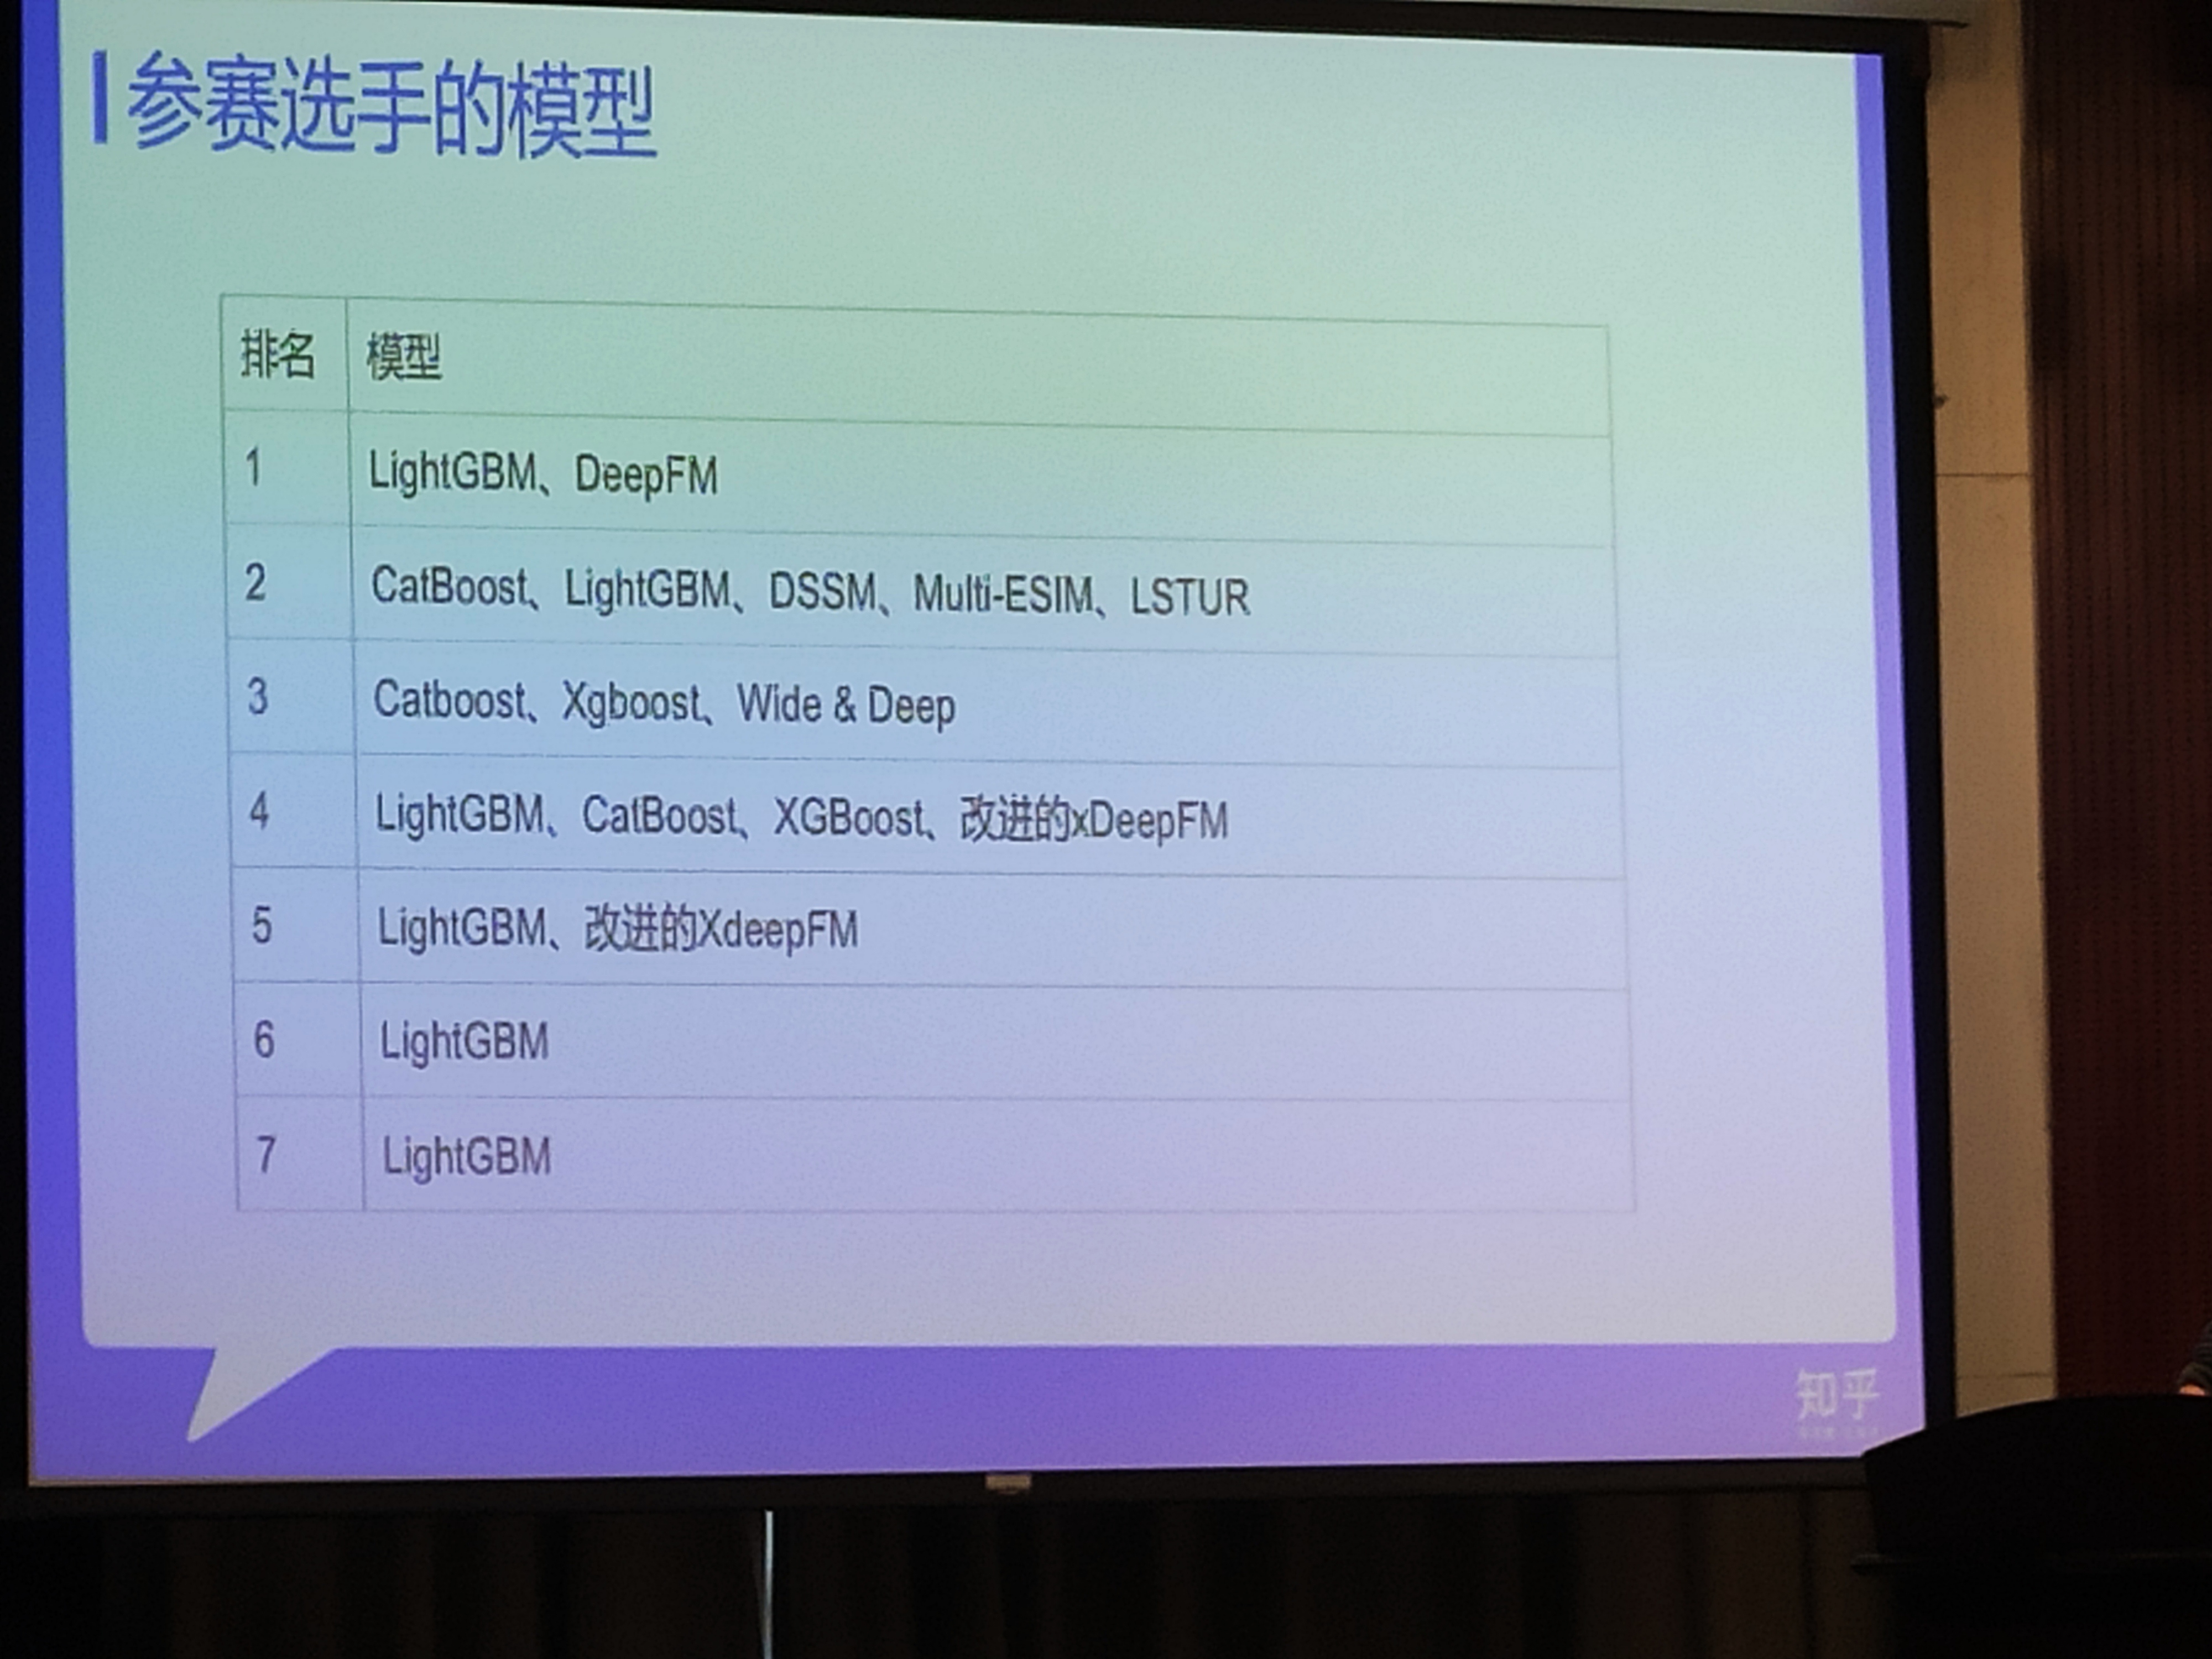 参赛选手的模型
排名 模型
1 LightGBM、DeepFM
2 CatBoost、LightGBM、DSSM、Multi-ESIM、LSTUR
3 Catboost、Xgboost、Wide & Deep
4 LightGBM、CatBoost、XGBoost、改进的xDeepFM
5 LightGBM、改进的XdeepFM
6 LightGBM
7 LightGBM
知乎